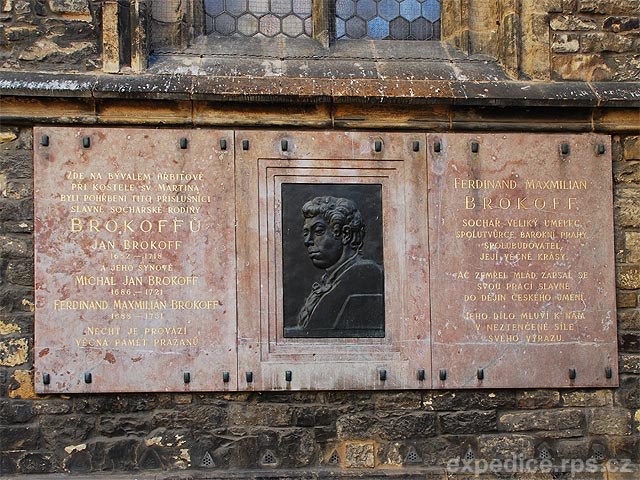 ZDE NA BÝVALÉM HŘBITOVĚ
PŘI KOSTELE SV. MARTINA
BYLI POHŘBENI TITO PŘÍSLUŠNÍCI
SLAVNÉ SOCHAŘSKÉ RODINY
BROKOFFŮ
JAN BROKOFF
1652 – 1718
A JEHO SYNOVÉ
MICHAL JAN BROKOFF
1686 – 1721
FERDINAND MAXMILIÁN BROKOFF
1688 – 1731
NECHŤ JE PROVÁZÍ
VĚČNÁ PAMĚŤ PRAŽANŮ
FERDINAND MAXMILIÁN
BROKOFF,
SOCHAŘ VELIKÝ UMĚLEC,
SPOLUTVŮRCE BAROKNÍ PRAHY,
SPOLUBUDOVATEL
JEJÍ VĚČNÉ KRÁSY.
AČ ZEMŘEL MLÁD, ZAPSAL SE
SVOU PRACÍ SLAVNĚ
DO DĚJIN ČESKÉHO UMĚNÍ.
JEHO DÍLO MLUVÍ K NÁM
V NEZTENČENÉ SÍLE
SVÉHO VÝRAZU.
expedice.rps.cz